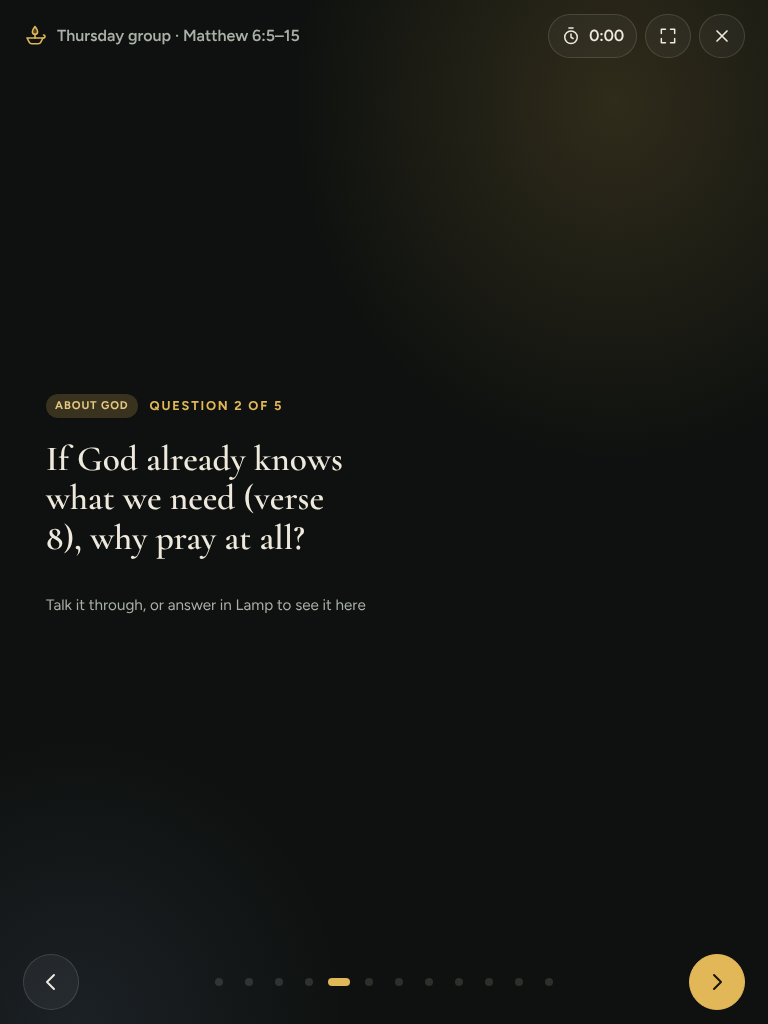 Thursday group · Matthew 6:5–15
0:00
ABOUT GOD
QUESTION 2 OF 5
If God already knows
what we need (verse
8), why pray at all?
Talk it through, or answer in Lamp to see it here